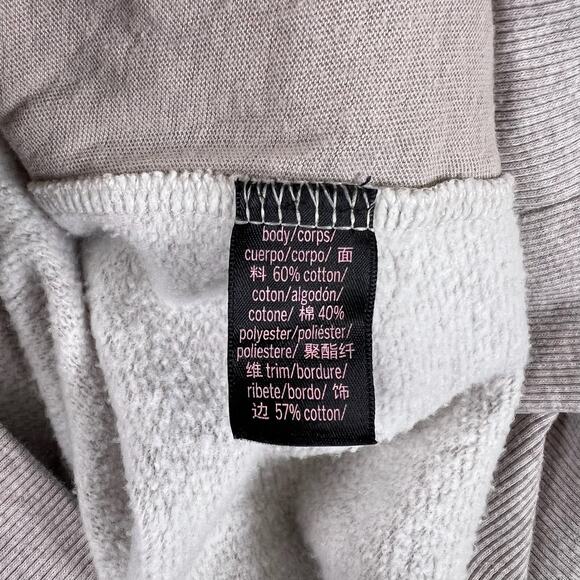 body/corps/
cuerpo/corpo/ 面
料 60% cotton/
coton/algodón/
cotone/ 棉 40%
polyester/poliéster/
poliestere/ 聚酯纤
维 trim/bordure/
ribete/bordo/ 饰
边 57% cotton/